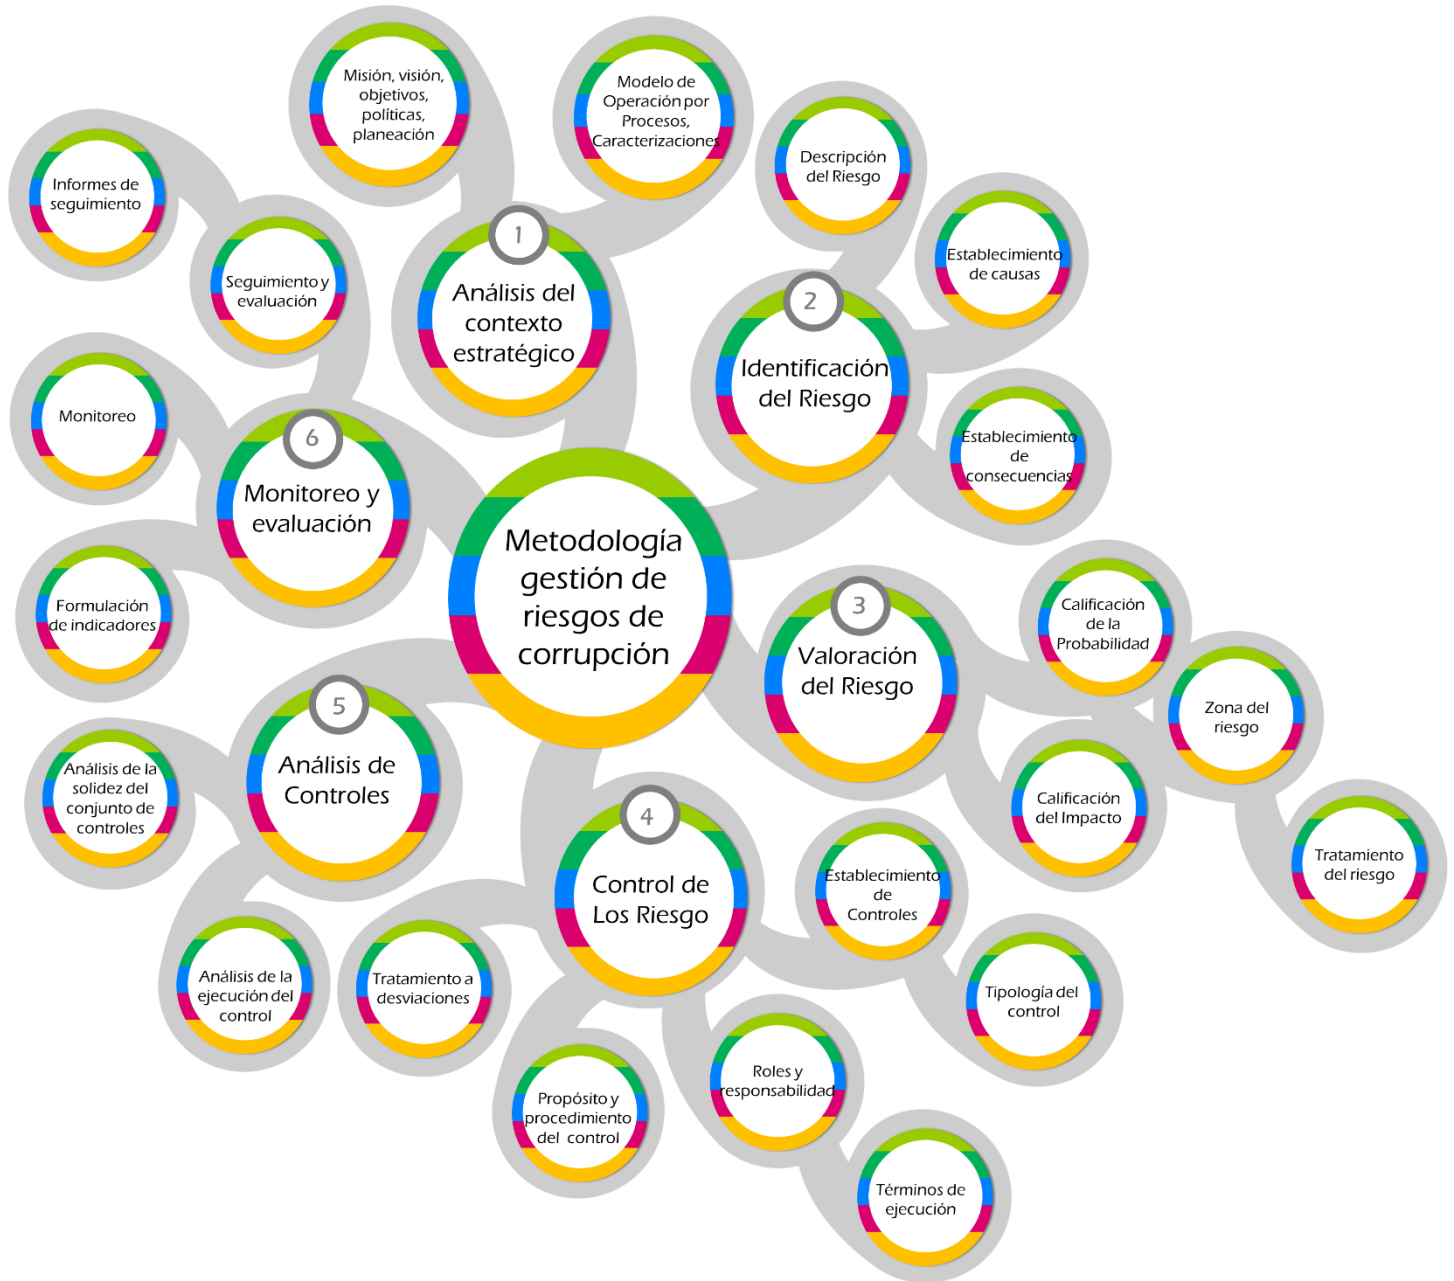 Metodología
gestión de
riesgos de
corrupción
1
Análisis del
contexto
estratégico
Misión, visión,
objetivos,
políticas,
planeación
Modelo de
Operación por
Procesos,
Caracterizaciones
2
Identificación
del Riesgo
Descripción
del Riesgo
Establecimiento
de causas
Establecimiento
de
consecuencias
3
Valoración
del Riesgo
Calificación
de la
Probabilidad
Zona del
riesgo
Calificación
del Impacto
Tratamiento
del riesgo
4
Control de
Los Riesgo
Establecimiento
de
Controles
Tipología del
control
Roles y
responsabilidad
Términos de
ejecución
Propósito y
procedimiento
del control
Tratamiento a
desviaciones
5
Análisis de
Controles
Análisis de la
ejecución del
control
Análisis de la
solidez del
conjunto de
controles
6
Monitoreo y
evaluación
Formulación
de indicadores
Monitoreo
Seguimiento y
evaluación
Informes de
seguimiento